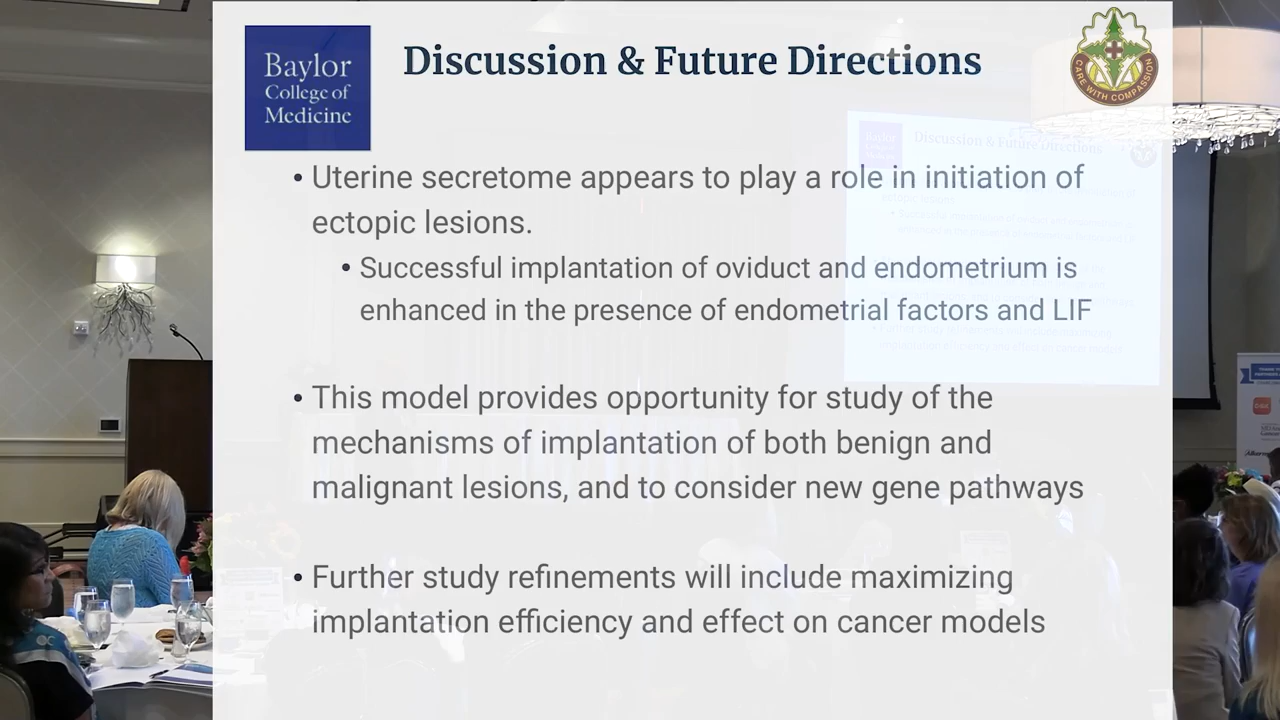 Baylor
College of
Medicine
Discussion & Future Directions
CARE WITH COMPASSION
• Uterine secretome appears to play a role in initiation of
ectopic lesions.
• Successful implantation of oviduct and endometrium is
enhanced in the presence of endometrial factors and LIF
• This model provides opportunity for study of the
mechanisms of implantation of both benign and
malignant lesions, and to consider new gene pathways
• Further study refinements will include maximizing
implantation efficiency and effect on cancer models
Discussion & Future Directions